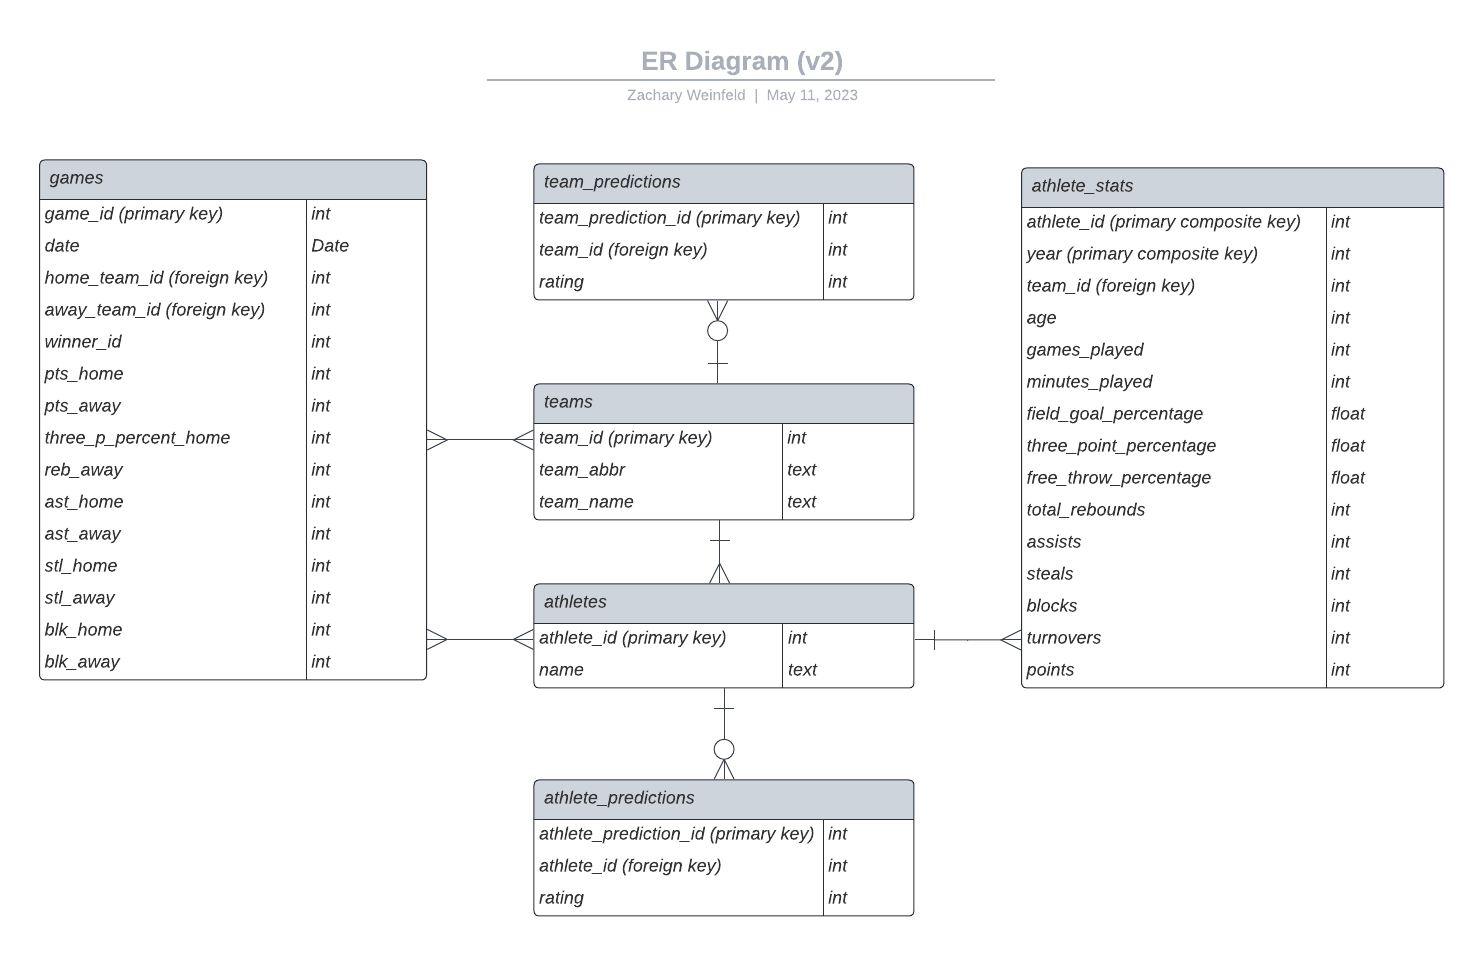 ER Diagram (v2)
Zachary Weinfeld | May 11, 2023
games
game_id (primary key) int
date Date
home_team_id (foreign key) int
away_team_id (foreign key) int
winner_id int
pts_home int
pts_away int
three_p_percent_home int
reb_away int
ast_home int
ast_away int
stl_home int
stl_away int
blk_home int
blk_away int
team_predictions
team_prediction_id (primary key) int
team_id (foreign key) int
rating int
teams
team_id (primary key) int
team_abbr text
team_name text
athletes
athlete_id (primary key) int
name text
athlete_predictions
athlete_prediction_id (primary key) int
athlete_id (foreign key) int
rating int
athlete_stats
athlete_id (primary composite key) int
year (primary composite key) int
team_id (foreign key) int
age int
games_played int
minutes_played int
field_goal_percentage float
three_point_percentage float
free_throw_percentage float
total_rebounds int
assists int
steals int
blocks int
turnovers int
points int